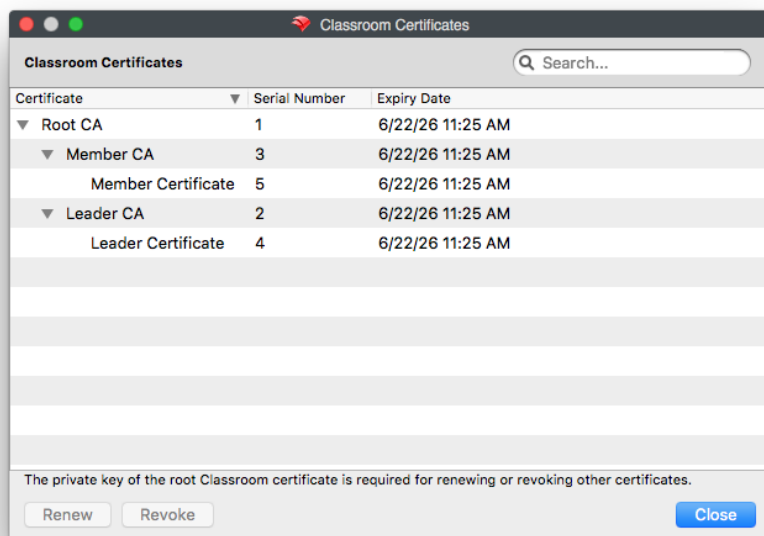 Classroom Certificates
Classroom Certificates Search...
Certificate Serial Number Expiry Date
Root CA 1 6/22/26 11:25 AM
Member CA 3 6/22/26 11:25 AM
Member Certificate 5 6/22/26 11:25 AM
Leader CA 2 6/22/26 11:25 AM
Leader Certificate 4 6/22/26 11:25 AM
The private key of the root Classroom certificate is required for renewing or revoking other certificates.
Renew Revoke Close